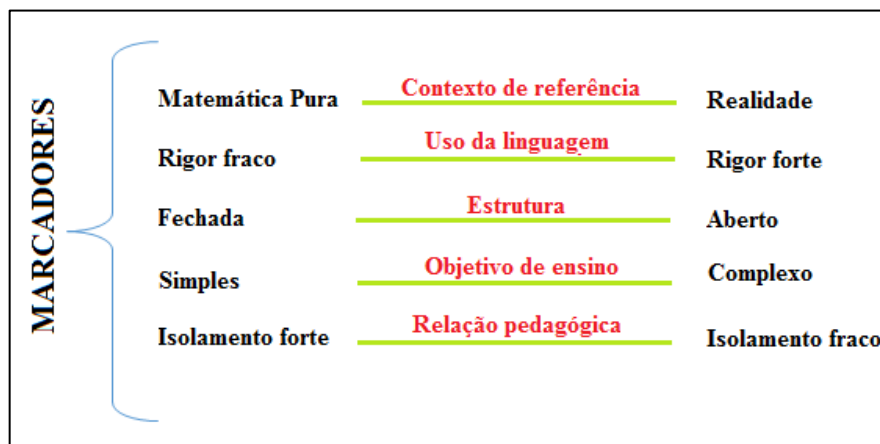 MARCADORES
Matemática Pura Contexto de referência Realidade
Rigor fraco Uso da linguagem Rigor forte
Fechada Estrutura Aberto
Simples Objetivo de ensino Complexo
Isolamento forte Relação pedagógica Isolamento fraco